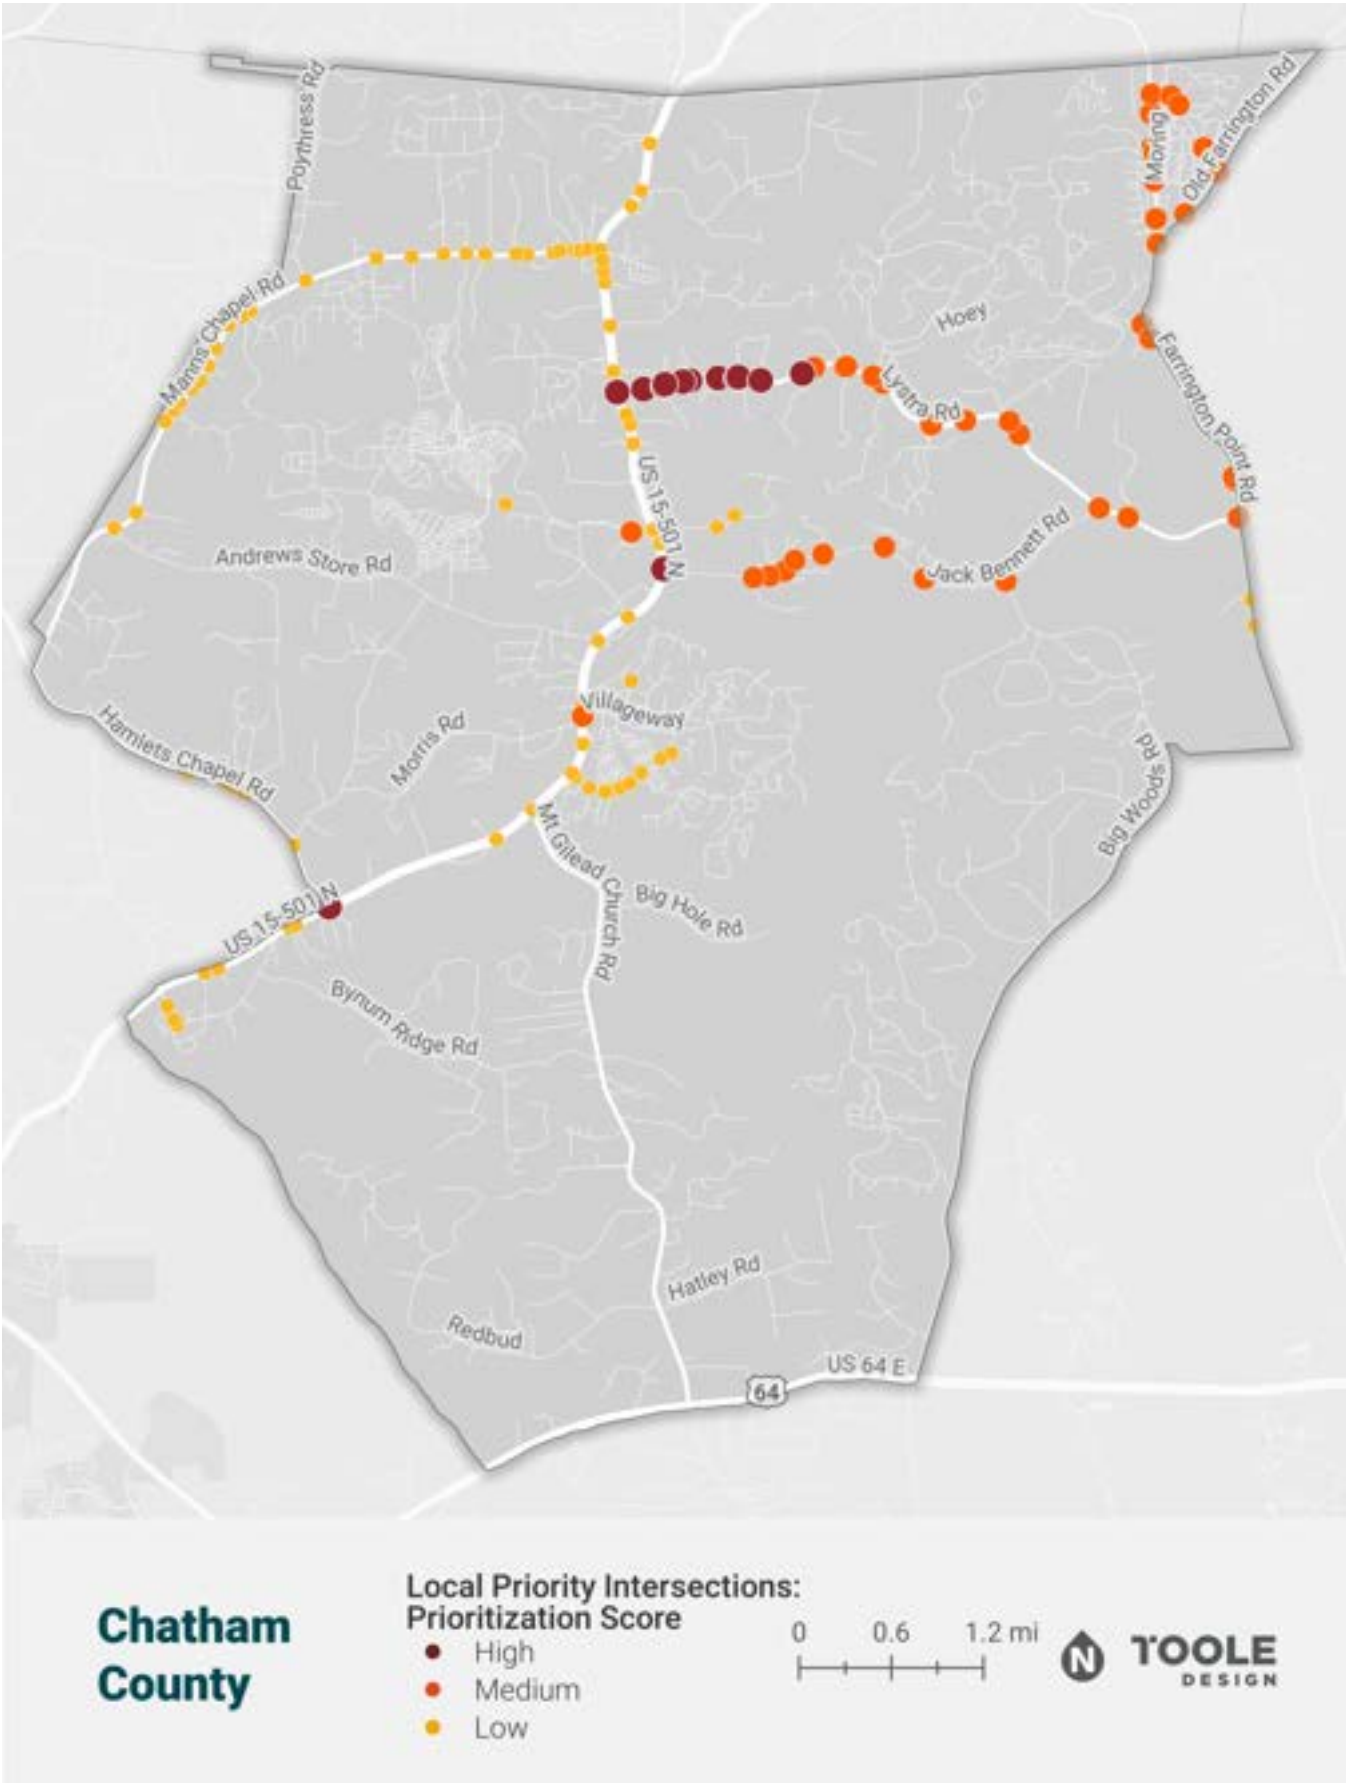 Poythress Rd
Moring
Old Farrington Rd
Manns Chapel Rd
Hoey
Lystra Rd
Farrington Point Rd
US 15-501 N
Andrews Store Rd
Jack Bennett Rd
Villageway
Morris Rd
Hamlets Chapel Rd
Big Woods Rd
Mt Gilead Church Rd
Big Hole Rd
US 15-501 N
Bynum Ridge Rd
Hatley Rd
Redbud
US 64 E
64
Chatham
County
Local Priority Intersections:
Prioritization Score
High
Medium
Low
0 0.6 1.2 mi
N
TOOLE
DESIGN